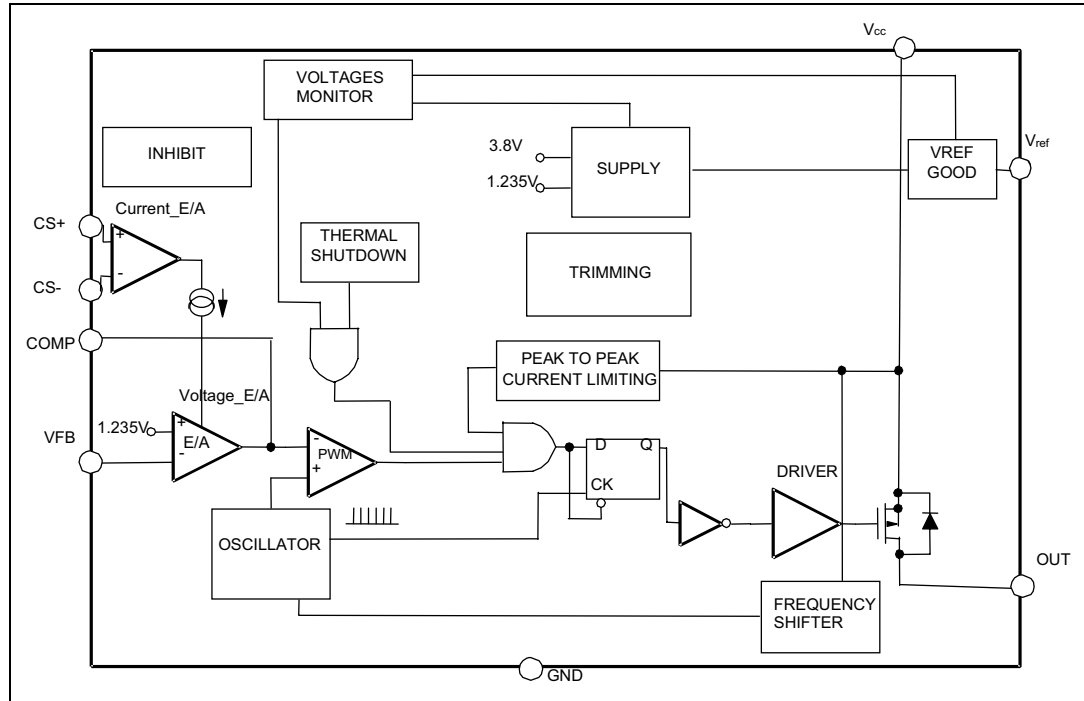 Vcc
VOLTAGES
MONITOR
INHIBIT
3.8V
1.235V
SUPPLY
VREF
GOOD
Vref
Current_E/A
CS+
+
-
CS-
THERMAL
SHUTDOWN
TRIMMING
COMP
PEAK TO PEAK
CURRENT LIMITING
Voltage_E/A
1.235V
+
E/A
-
VFB
-
PWM
+
D
Q
CK
DRIVER
OSCILLATOR
OUT
FREQUENCY
SHIFTER
GND